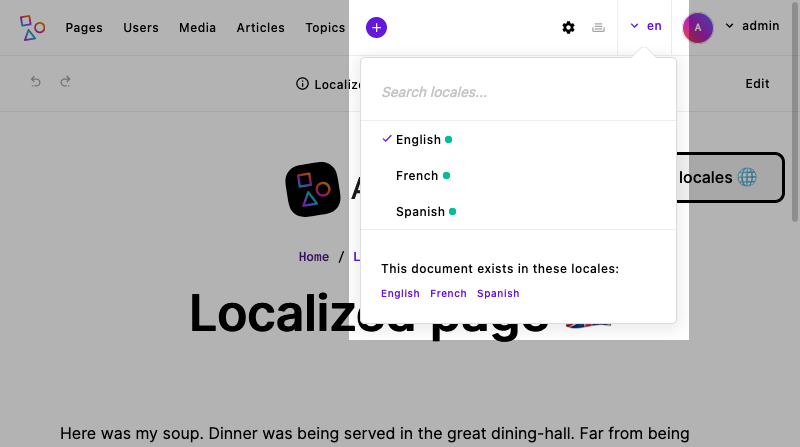 Pages Users Media Articles Topics en A admin
Edit
Search locales...
English
French
Spanish
locales 🌐
Home /
This document exists in these locales:
English French Spanish
Localized page
Here was my soup. Dinner was being served in the great dining-hall. Far from being